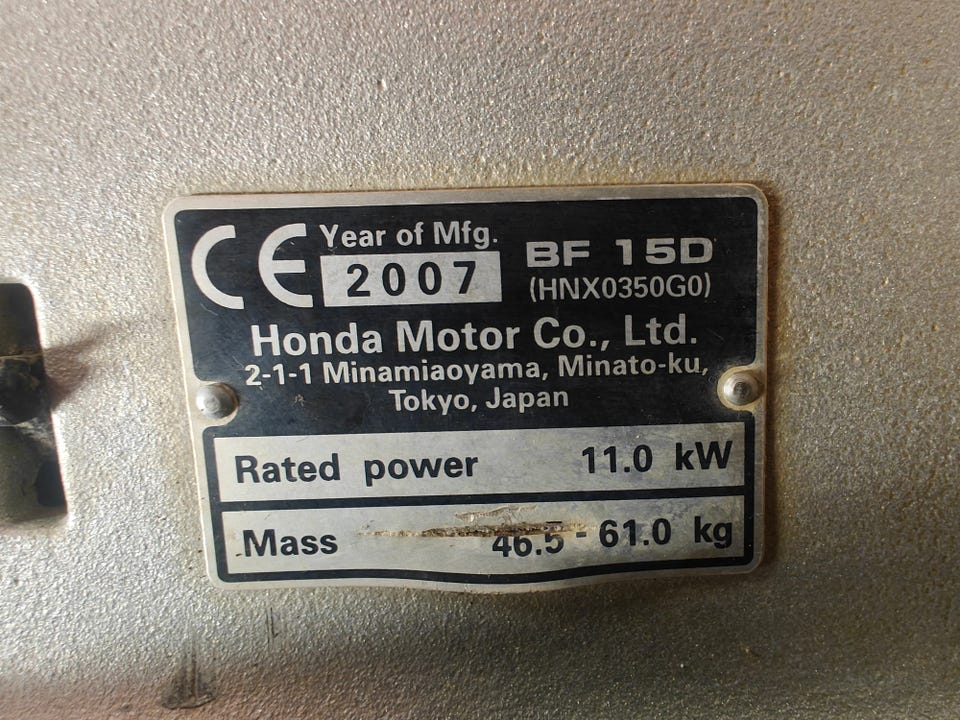 CE Year of Mfg. BF 15D
2007 (HNX0350G0)
Honda Motor Co., Ltd.
2-1-1 Minamiaoyama, Minato-ku,
Tokyo, Japan
Rated power 11.0 kW
Mass 46.5 - 61.0 kg